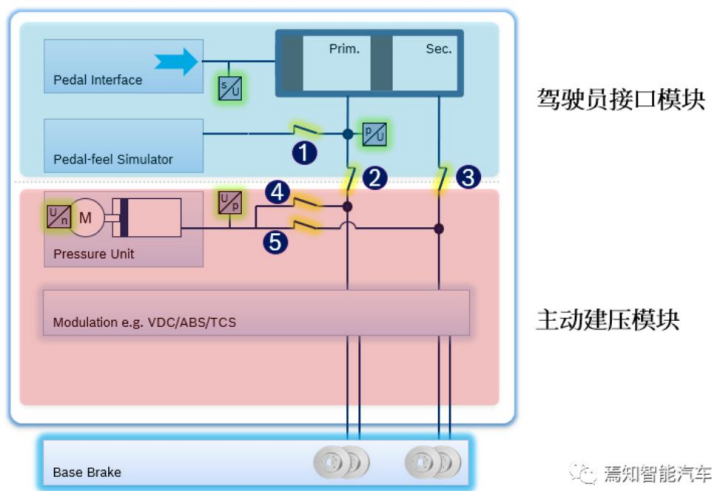 Prim.
Sec.
Pedal Interface
s/U
驾驶员接口模块
p/U
Pedal-feel Simulator
1
2
3
4
U/n
M
U/p
5
Pressure Unit
Modulation e.g. VDC/ABS/TCS
主动建压模块
Base Brake
焉知智能汽车